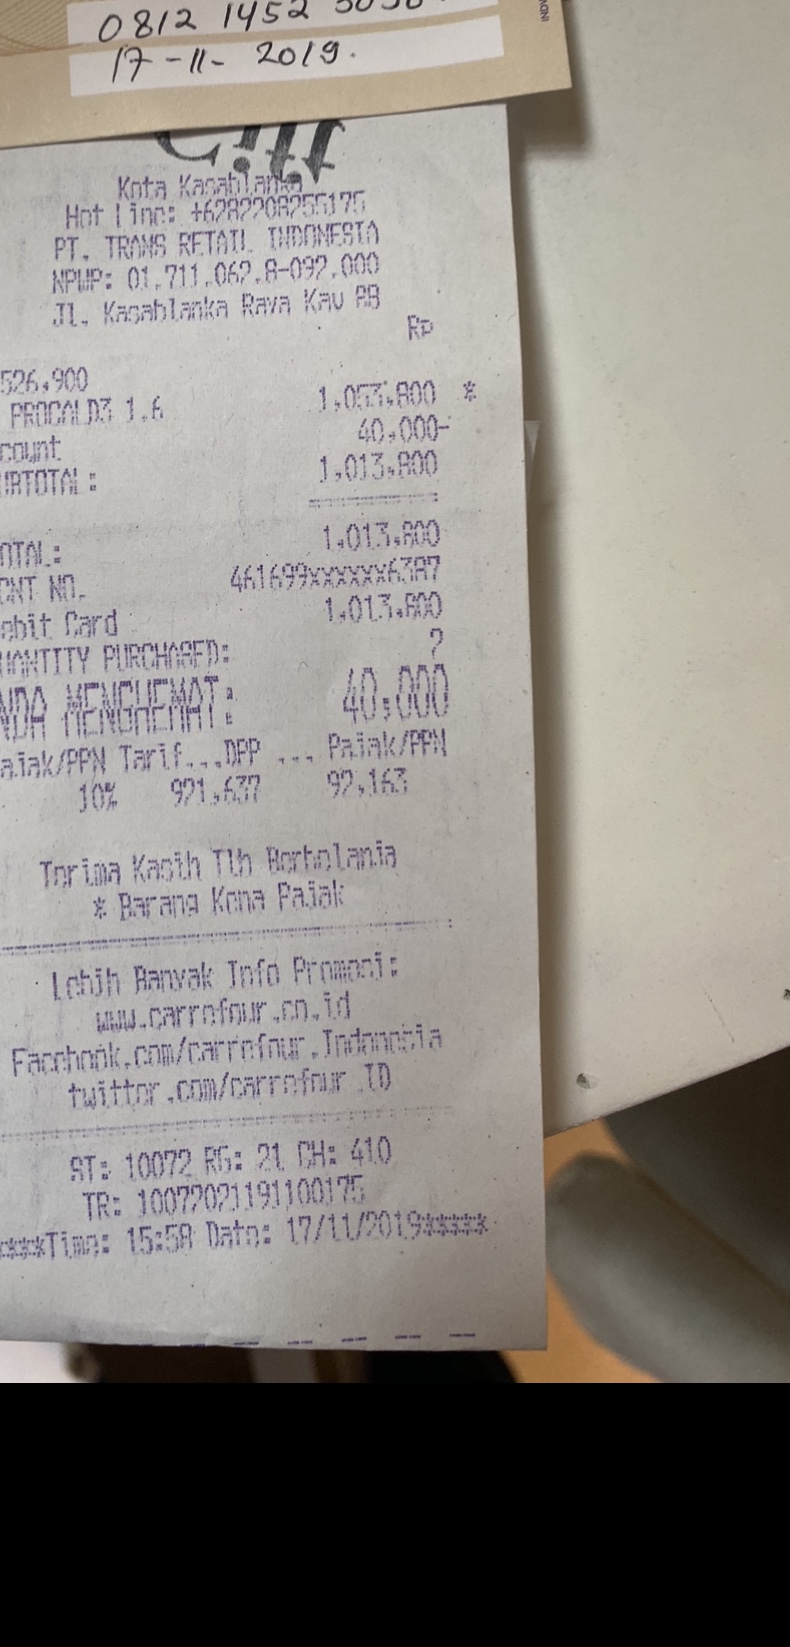 0812 1452
17-11-2019.
Kota Kasablanka
Hot Line: +6282208255175
PT. TRANS RETAIL INDONESIA
NPWP: 01.711.062.8-092.000
Jl. Kasablanka Raya Kav 88
Rp
526,900
PROCALD3 1.6 1,053,800 *
count 40,000-
UBTOTAL: 1,013,800
OTAL: 1,013,800
CNT NO. 461699xxxxxx6387
ebit Card 1,013,800
UANTITY PURCHASED: 2
NDA MENGHEMAT: 40,000
ajak/PPN Tarif...DPP ... Pajak/PPN
10% 921,637 92,163
Terima Kasih Tlh Berbelanja
* Barang Kena Pajak
Lebih Banyak Info Promosi:
www.carrefour.co.id
Facebook.com/carrefour.Indonesia
twitter.com/carrefour ID
ST: 10072 RG: 21 CH: 410
TR: 10072021191100175
****Time: 15:58 Date: 17/11/2019*****